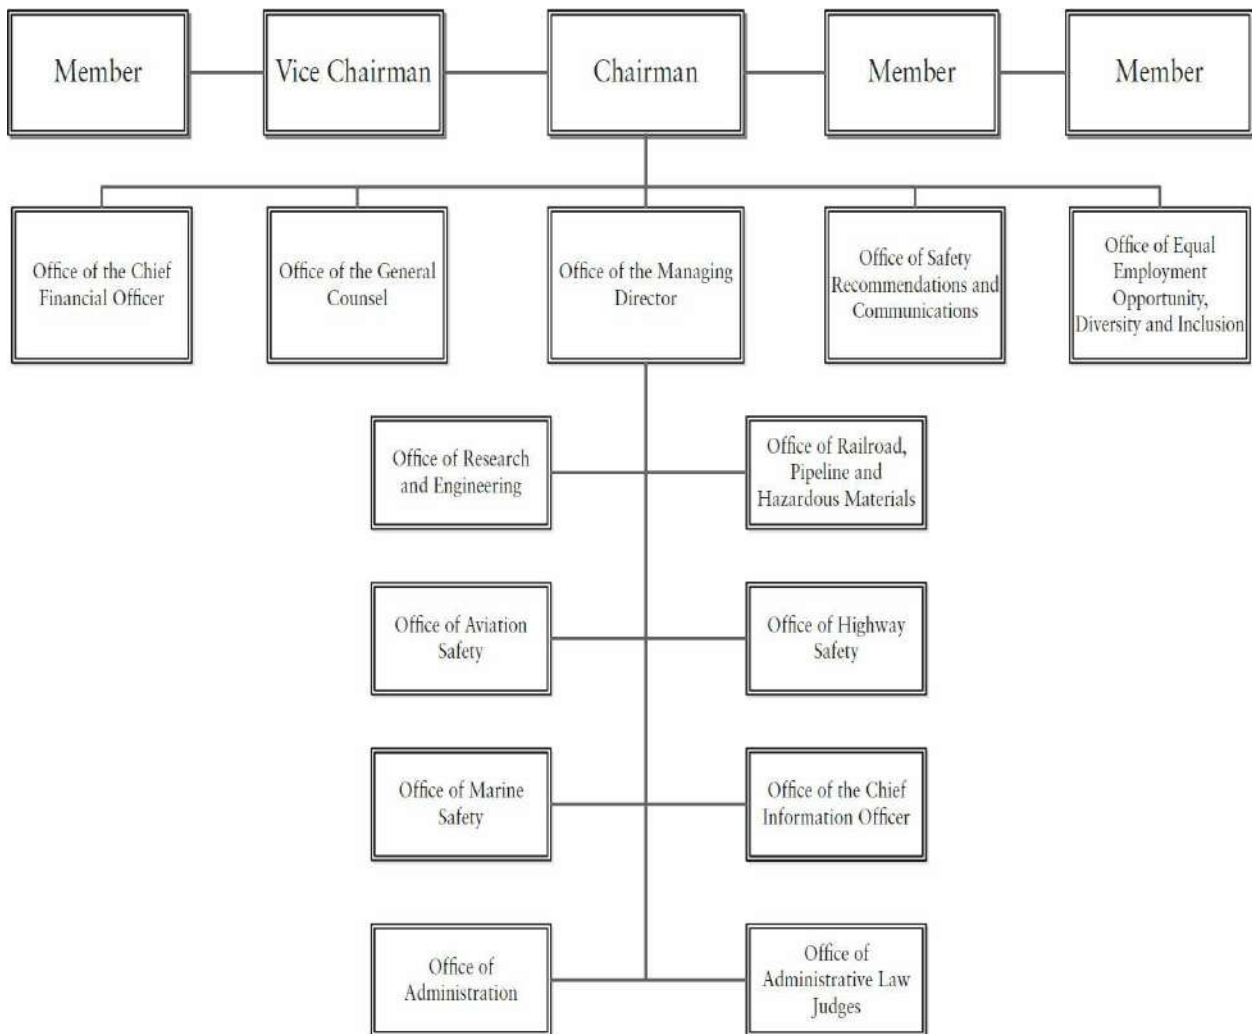 Member
Vice Chairman
Chairman
Member
Member
Office of the Chief
Financial Officer
Office of the General
Counsel
Office of the Managing
Director
Office of Safety
Recommendations and
Communications
Office of Equal
Employment
Opportunity,
Diversity and Inclusion
Office of Research
and Engineering
Office of Railroad,
Pipeline and
Hazardous Materials
Office of Aviation
Safety
Office of Highway
Safety
Office of Marine
Safety
Office of the Chief
Information Officer
Office of
Administration
Office of
Administrative Law
Judges